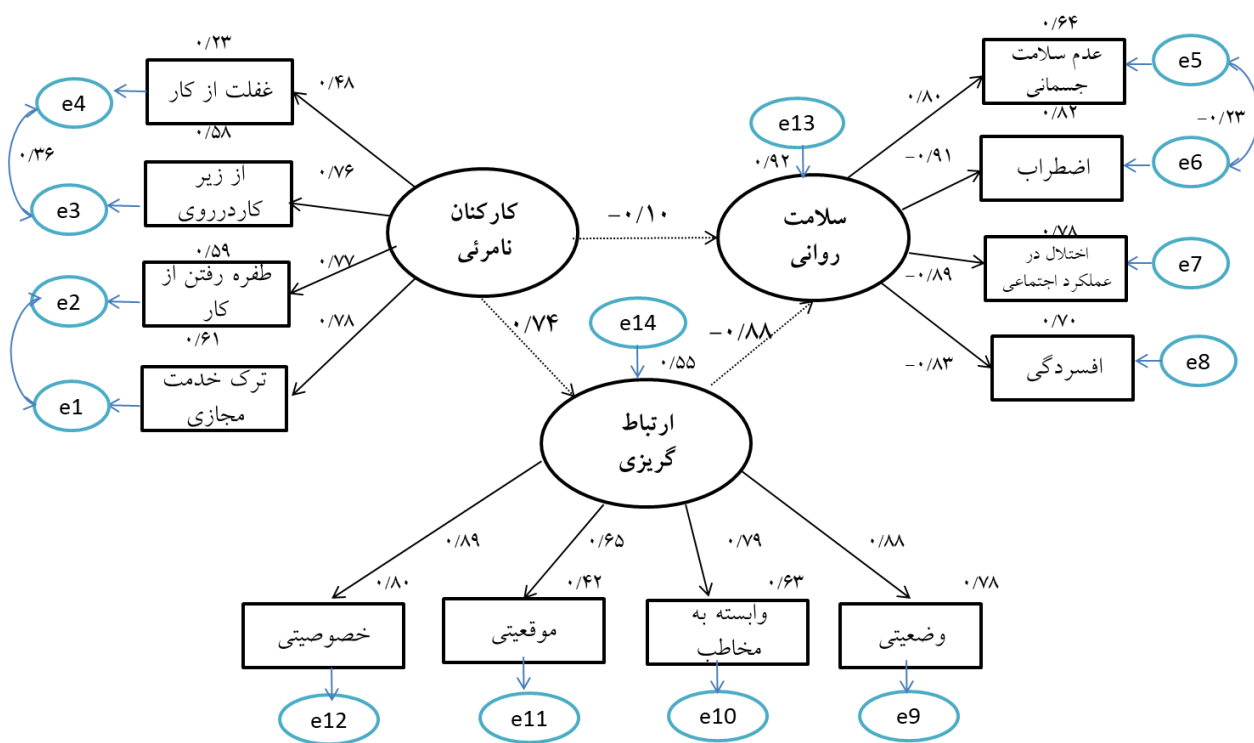 ۰/۲۳
غفلت از کار
۰/۴۸
e4
۰/۵۸
۰/۳۶
از زیر
کاردرروی
۰/۷۶
e3
۰/۵۹
طفره رفتن از
کار
۰/۷۷
e2
۰/۶۱
ترک خدمت
مجازی
۰/۷۸
e1
کارکنان
نامرئی
−۰/۱۰
۰/۷۴
e13
۰/۹۲
سلامت
روانی
۰/۶۴
عدم سلامت
جسمانی
۰/۸۰
e5
−۰/۲۳
۰/۸۲
اضطراب
−۰/۹۱
e6
۰/۷۸
اختلال در
عملکرد اجتماعی
−۰/۸۹
e7
۰/۷۰
افسردگی
−۰/۸۳
e8
e14
۰/۵۵
−۰/۸۸
ارتباط
گریزی
۰/۸۹
۰/۶۵
۰/۷۹
۰/۸۸
۰/۸۰
۰/۴۲
۰/۶۳
۰/۷۸
خصوصیتی
موقعیتی
وابسته به
مخاطب
وضعیتی
e12
e11
e10
e9